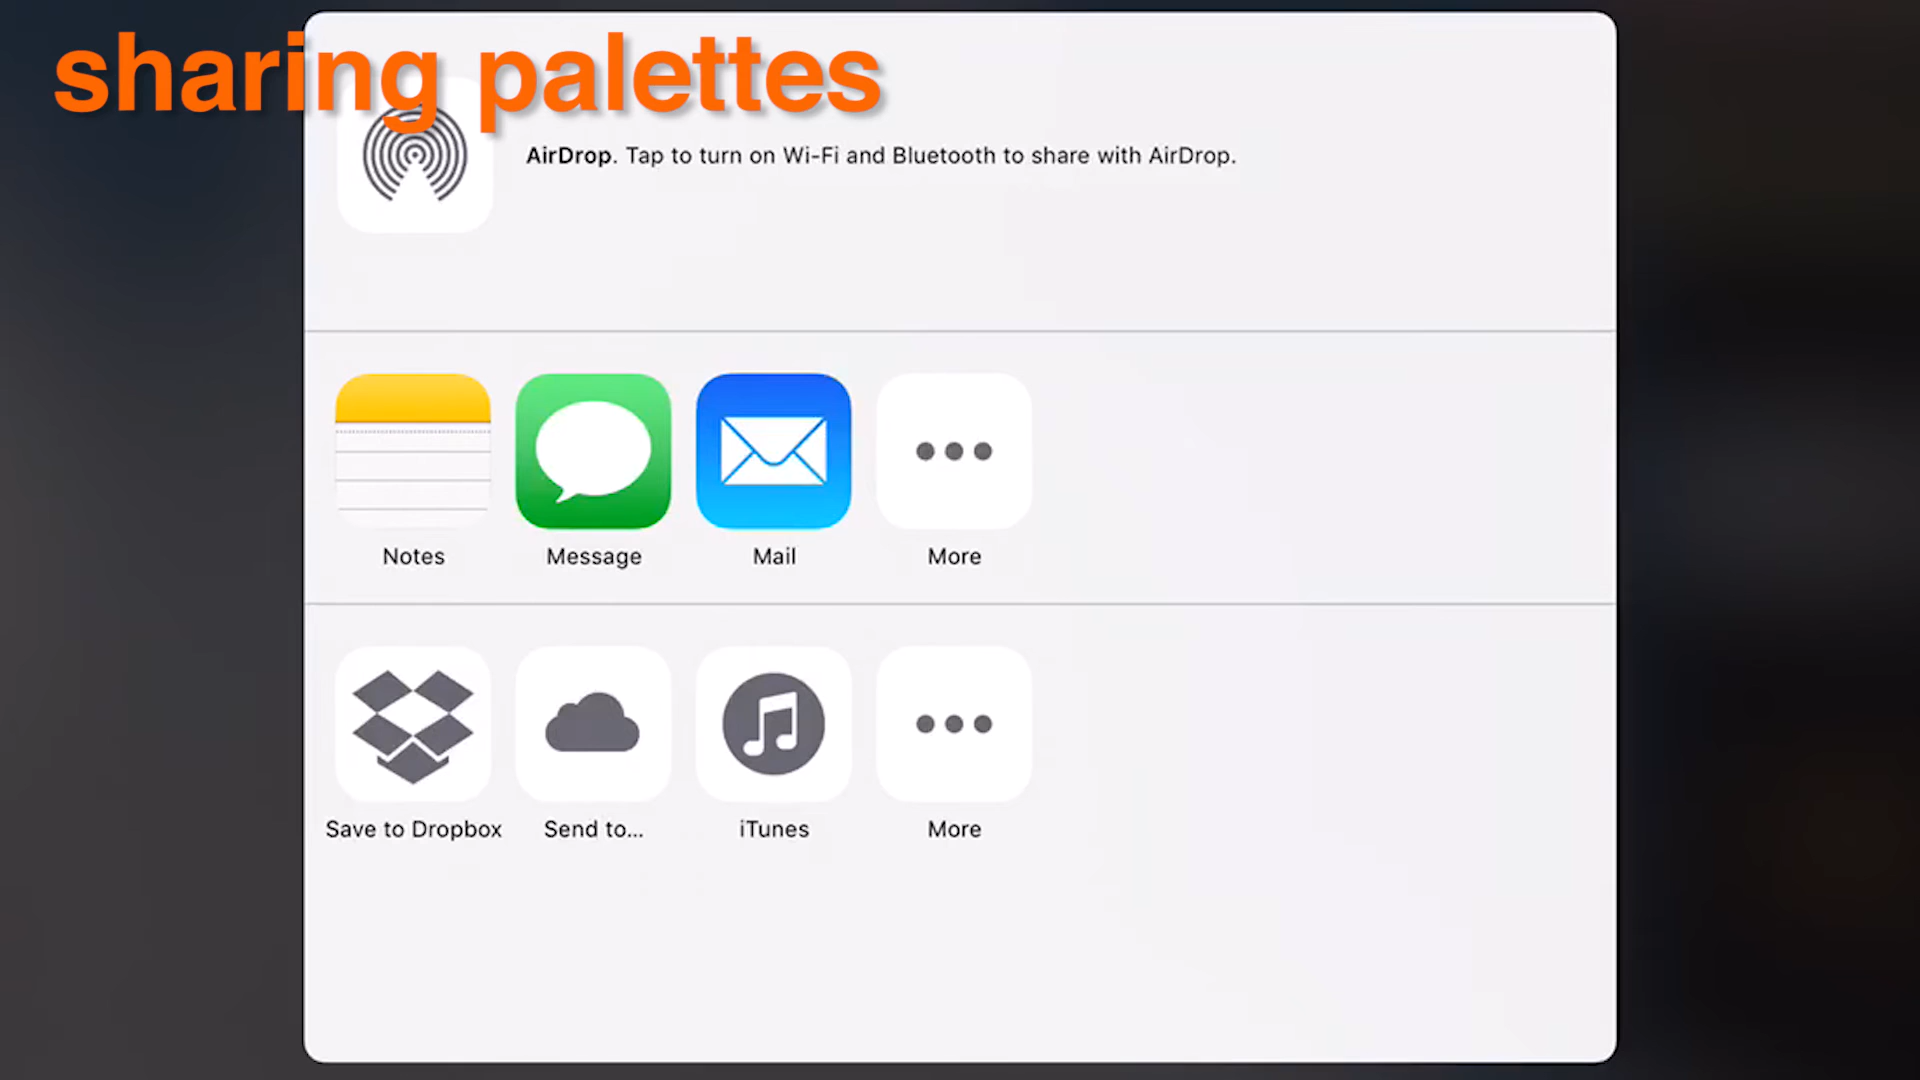 sharing palettes
AirDrop. Tap to turn on Wi-Fi and Bluetooth to share with AirDrop.
Notes
Message
Mail
More
Save to Dropbox
Send to...
iTunes
More